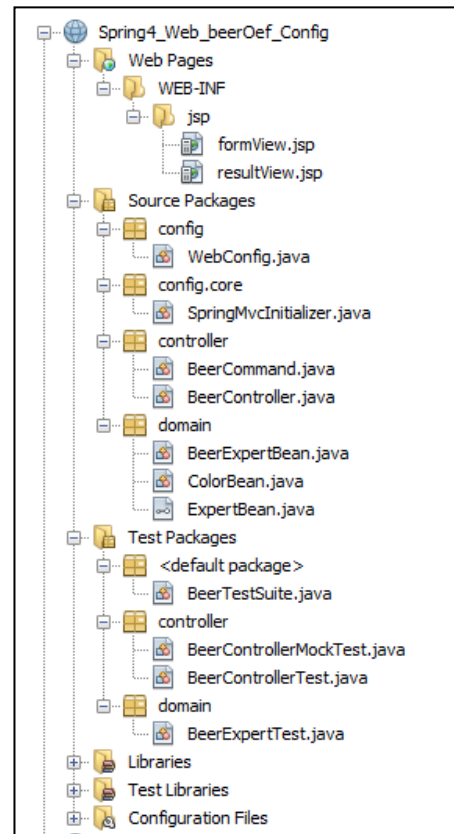 Spring4_Web_beerOef_Config
Web Pages
WEB-INF
jsp
formView.jsp
resultView.jsp
Source Packages
config
WebConfig.java
config.core
SpringMvcInitializer.java
controller
BeerCommand.java
BeerController.java
domain
BeerExpertBean.java
ColorBean.java
ExpertBean.java
Test Packages
<default package>
BeerTestSuite.java
controller
BeerControllerMockTest.java
BeerControllerTest.java
domain
BeerExpertTest.java
Libraries
Test Libraries
Configuration Files